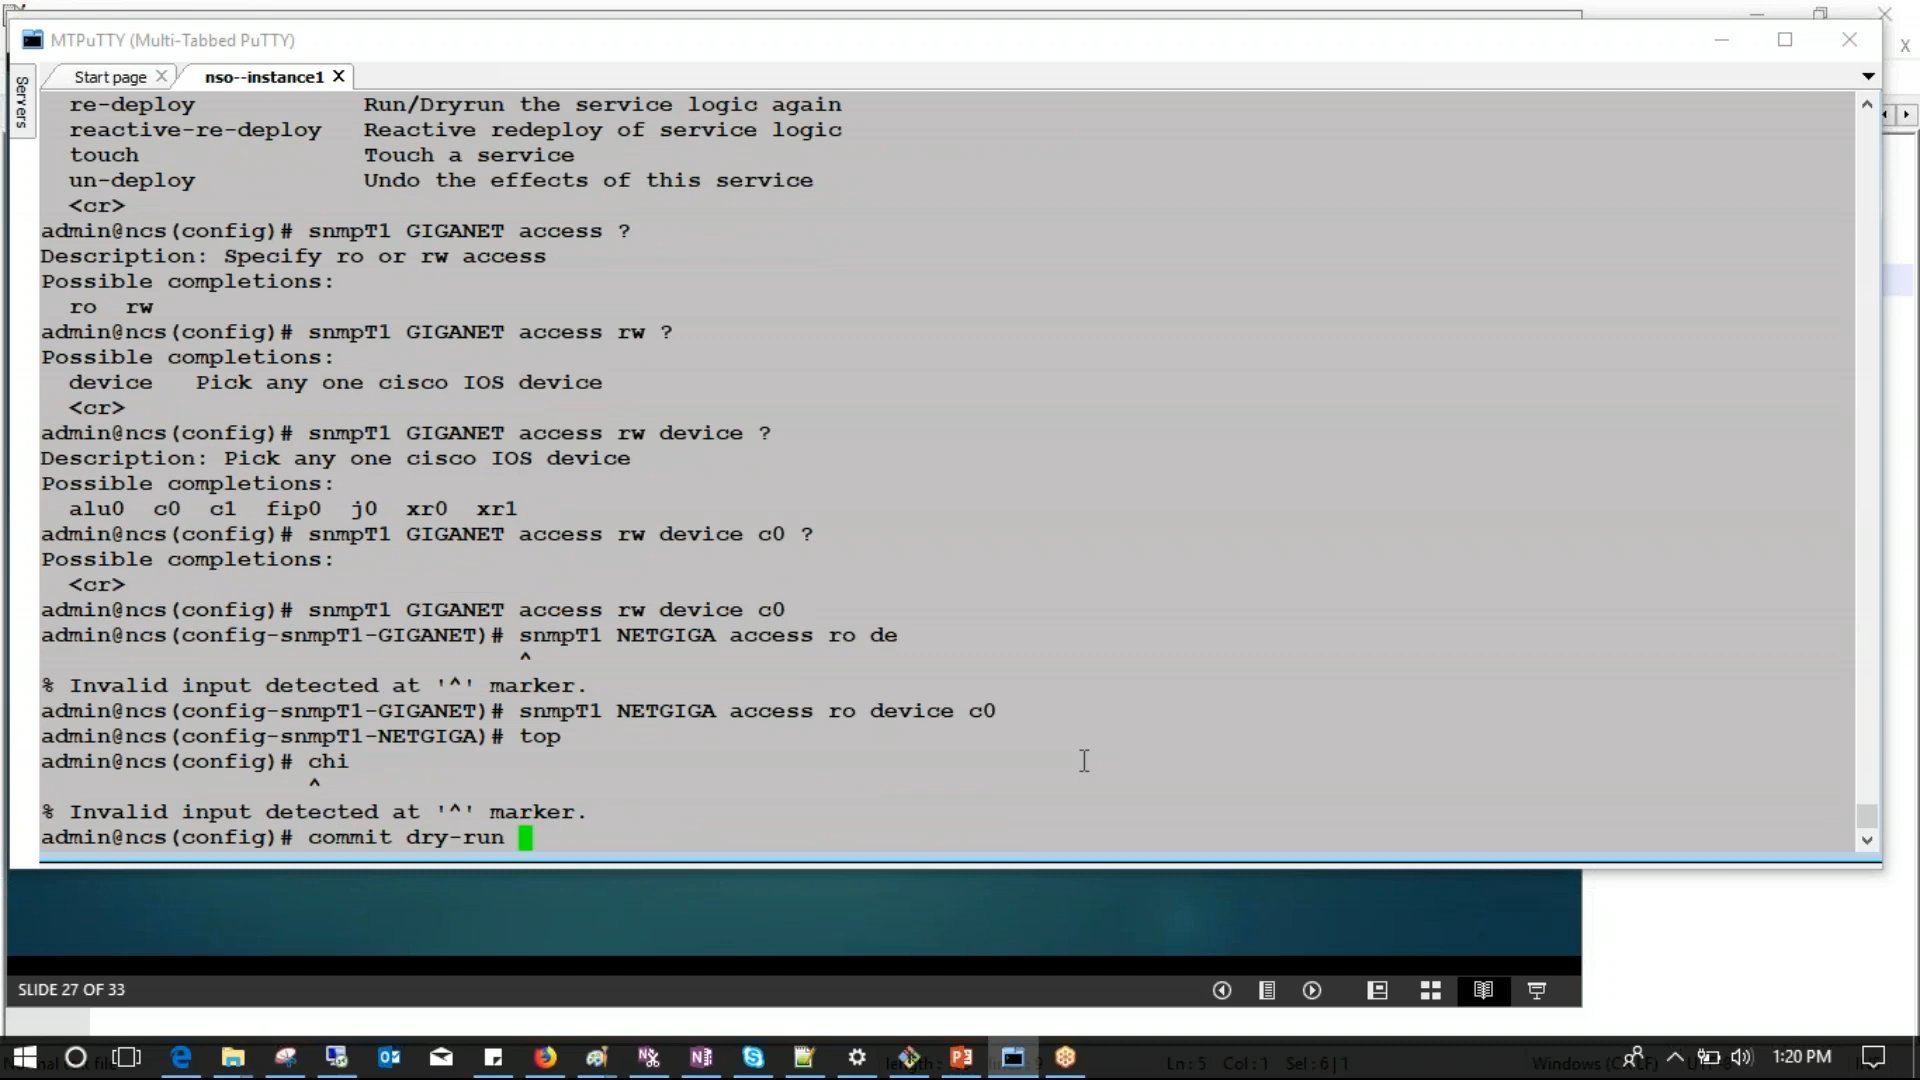 MTPuTTY (Multi-Tabbed PuTTY)
Servers
Start page
nso--instance1
re-deploy Run/Dryrun the service logic again
reactive-re-deploy Reactive redeploy of service logic
touch Touch a service
un-deploy Undo the effects of this service
<cr>
admin@ncs(config)# snmpT1 GIGANET access ?
Description: Specify ro or rw access
Possible completions:
ro rw
admin@ncs(config)# snmpT1 GIGANET access rw ?
Possible completions:
device Pick any one cisco IOS device
<cr>
admin@ncs(config)# snmpT1 GIGANET access rw device ?
Description: Pick any one cisco IOS device
Possible completions:
alu0 c0 c1 fip0 j0 xr0 xr1
admin@ncs(config)# snmpT1 GIGANET access rw device c0 ?
Possible completions:
<cr>
admin@ncs(config)# snmpT1 GIGANET access rw device c0
admin@ncs(config-snmpT1-GIGANET)# snmpT1 NETGIGA access ro de
^
% Invalid input detected at '^' marker.
admin@ncs(config-snmpT1-GIGANET)# snmpT1 NETGIGA access ro device c0
admin@ncs(config-snmpT1-NETGIGA)# top
admin@ncs(config)# chi
^
% Invalid input detected at '^' marker.
admin@ncs(config)# commit dry-run
SLIDE 27 OF 33
Ln:5 Col:1 Sel:6|1
1:20 PM